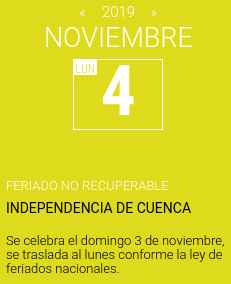 « 2019 »
NOVIEMBRE
LUN
4
FERIADO NO RECUPERABLE
INDEPENDENCIA DE CUENCA
Se celebra el domingo 3 de noviembre,
se traslada al lunes conforme la ley de
feriados nacionales.